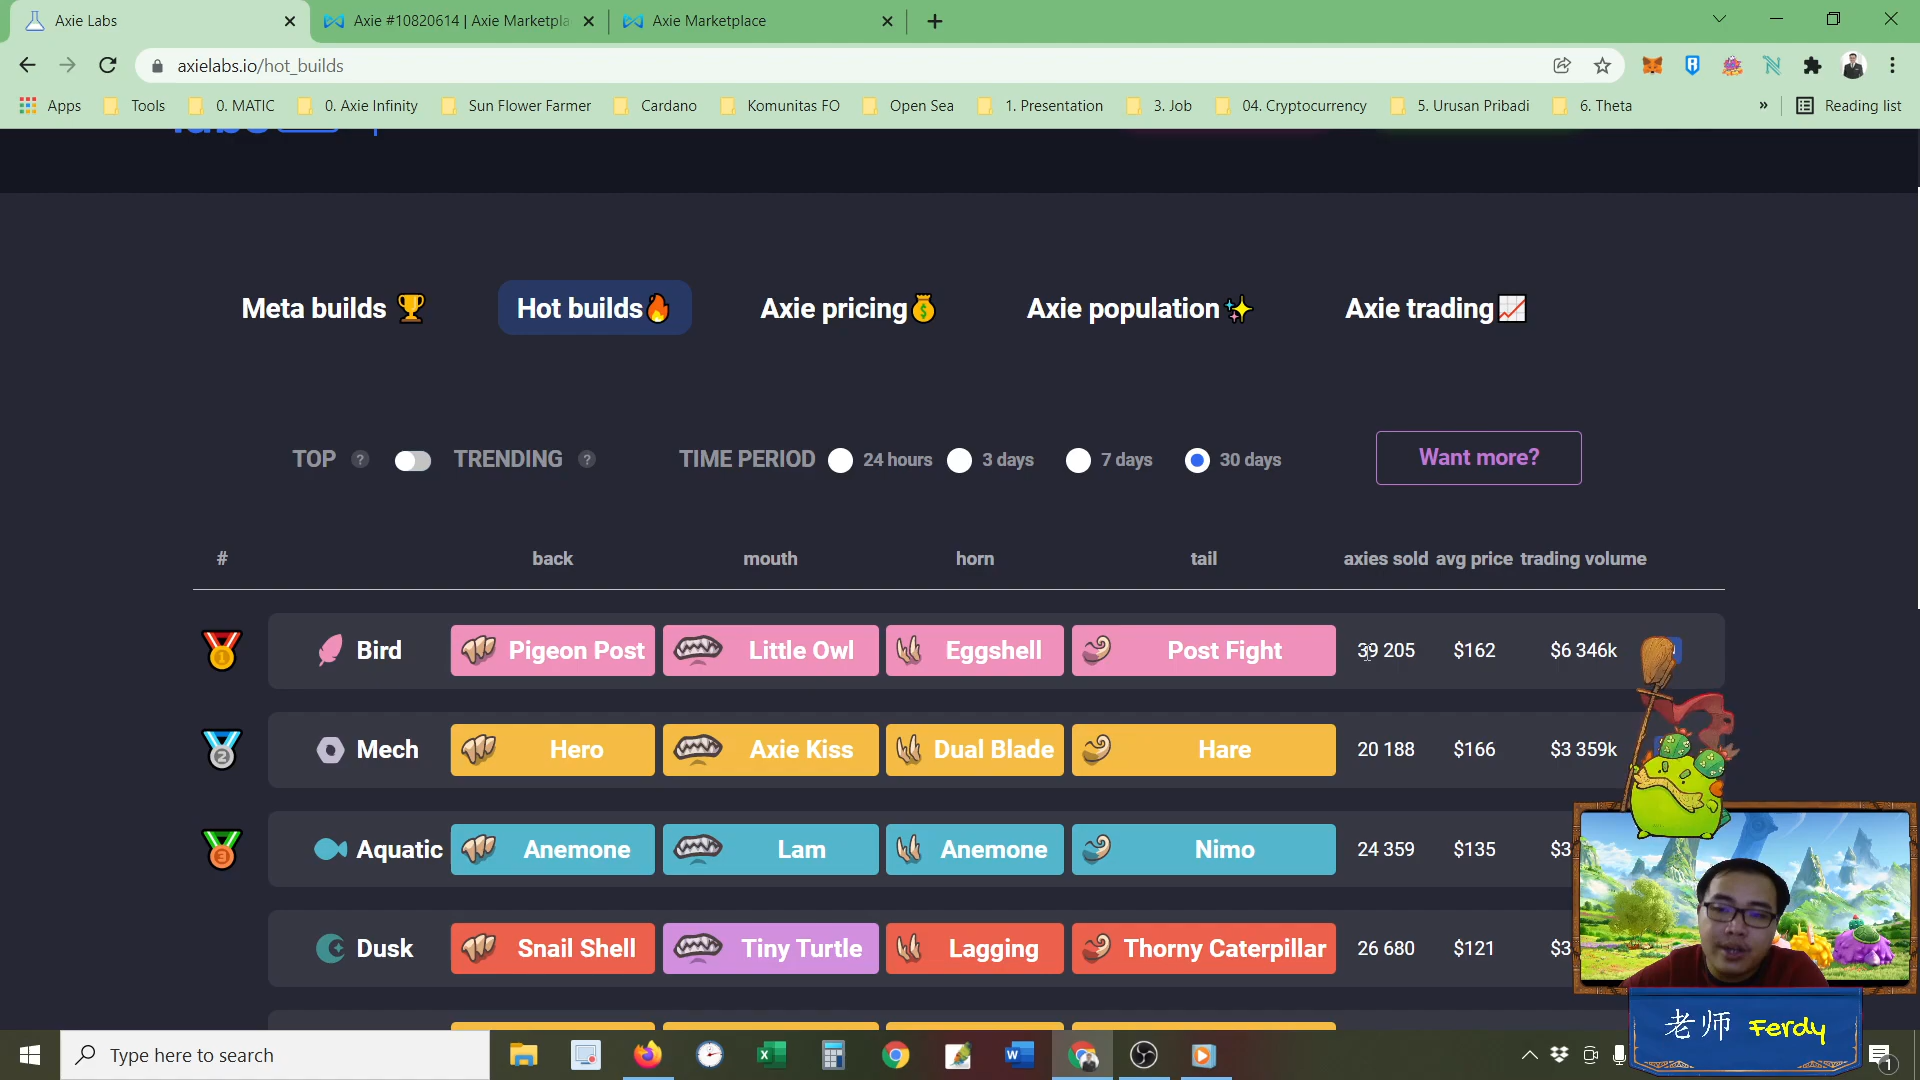 Axie Labs
Axie #10820614 | Axie Marketpla
Axie Marketplace
axielabs.io/hot_builds
Apps
Tools
0. MATIC
0. Axie Infinity
Sun Flower Farmer
Cardano
Komunitas FO
Open Sea
1. Presentation
3. Job
04. Cryptocurrency
5. Urusan Pribadi
6. Theta
»
Reading list
Meta builds
Hot builds
Axie pricing
Axie population
Axie trading
TOP ?
TRENDING ?
TIME PERIOD
24 hours
3 days
7 days
30 days
Want more?
# back mouth horn tail axies sold avg price trading volume
1 Bird Pigeon Post Little Owl Eggshell Post Fight 39 205 $162 $6 346k
2 Mech Hero Axie Kiss Dual Blade Hare 20 188 $166 $3 359k
3 Aquatic Anemone Lam Anemone Nimo 24 359 $135 $3
Dusk Snail Shell Tiny Turtle Lagging Thorny Caterpillar 26 680 $121 $3
老师 Ferdy
Type here to search
1